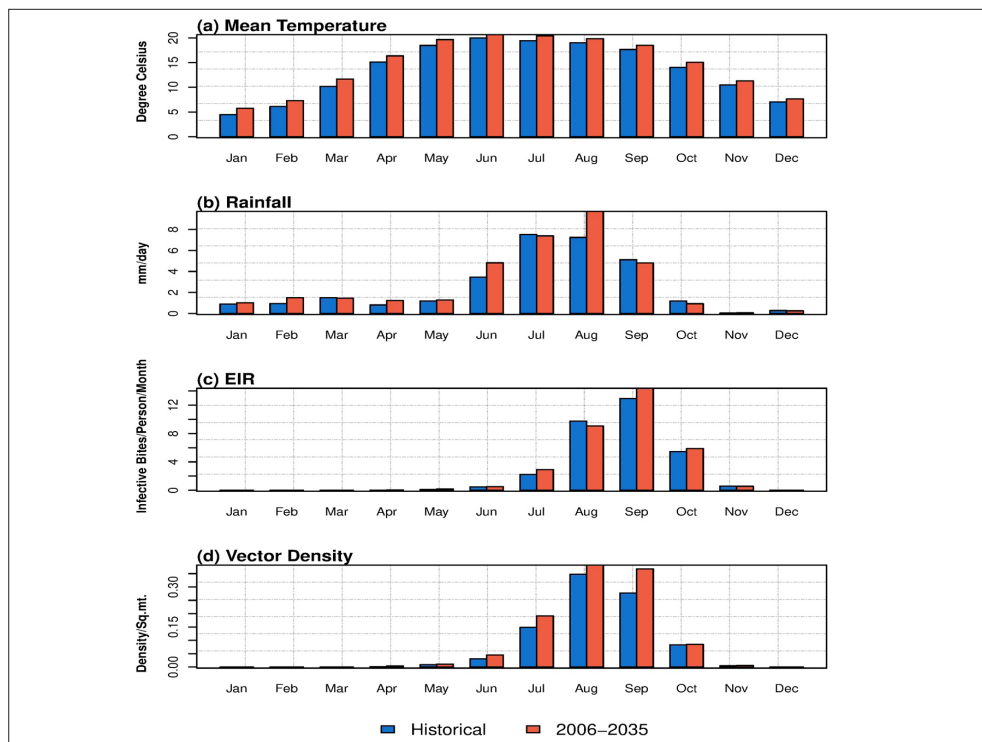 (a) Mean Temperature
Degree Celsius
20
15
10
5
0
Jan Feb Mar Apr May Jun Jul Aug Sep Oct Nov Dec
(b) Rainfall
mm/day
8
6
4
2
0
Jan Feb Mar Apr May Jun Jul Aug Sep Oct Nov Dec
(c) EIR
Infective Bites/Person/Month
12
8
4
0
Jan Feb Mar Apr May Jun Jul Aug Sep Oct Nov Dec
(d) Vector Density
Density/Sq.mt.
0.30
0.15
0.00
Jan Feb Mar Apr May Jun Jul Aug Sep Oct Nov Dec
Historical 2006−2035